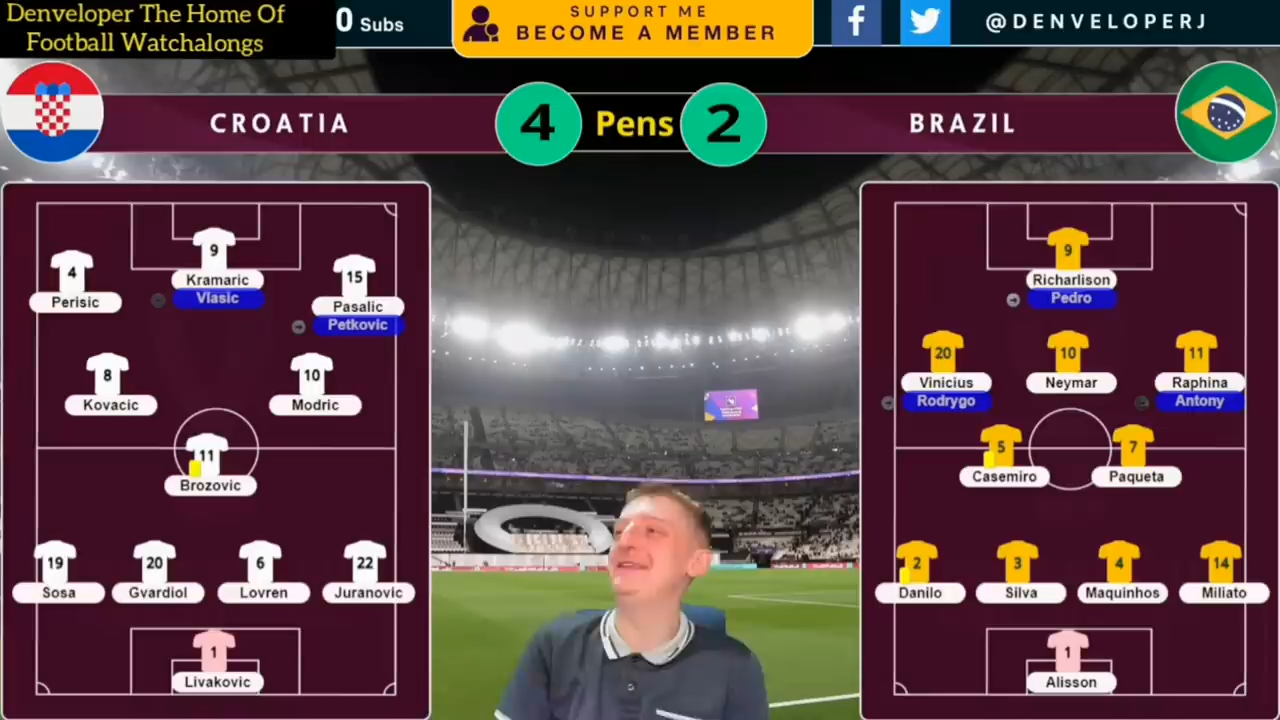 Denveloper The Home Of
Football Watchalongs
0 Subs
SUPPORT ME
BECOME A MEMBER
@DENVELOPERJ
CROATIA
4 Pens 2
BRAZIL
9
Kramaric
Vlasic
4
Perisic
15
Pasalic
Petkovic
8
Kovacic
10
Modric
11
Brozovic
19
Sosa
20
Gvardiol
6
Lovren
22
Juranovic
1
Livakovic
9
Richarlison
Pedro
20
Vinicius
Rodrygo
10
Neymar
11
Raphina
Antony
5
Casemiro
7
Paqueta
2
Danilo
3
Silva
4
Maquinhos
14
Miliato
1
Alisson